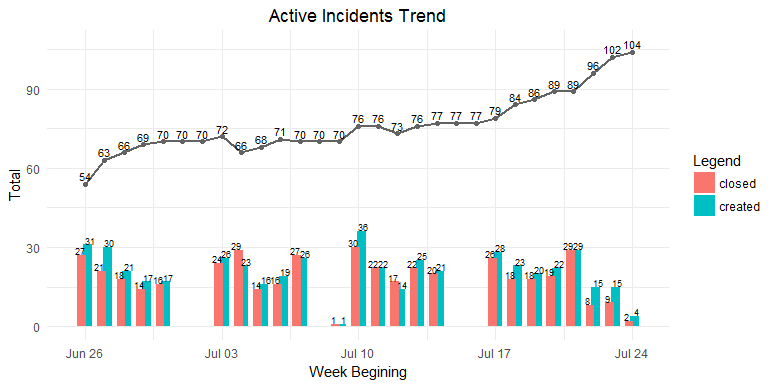 Active Incidents Trend
Total
90
60
30
0
54 63 66 69 70 70 70 72 66 68 71 70 70 70 76 76 73 76 77 77 77 79 84 86 89 89 96 102 104
27 31 21 30 18 21 14 17 16 17 24 26 29 23 14 16 16 19 27 26 1 1 30 36 22 22 17 14 22 25 20 21 26 28 18 23 18 20 19 22 29 29 8 15 9 15 2 4
Jun 26 Jul 03 Jul 10 Jul 17 Jul 24
Week Begining
Legend
closed
created